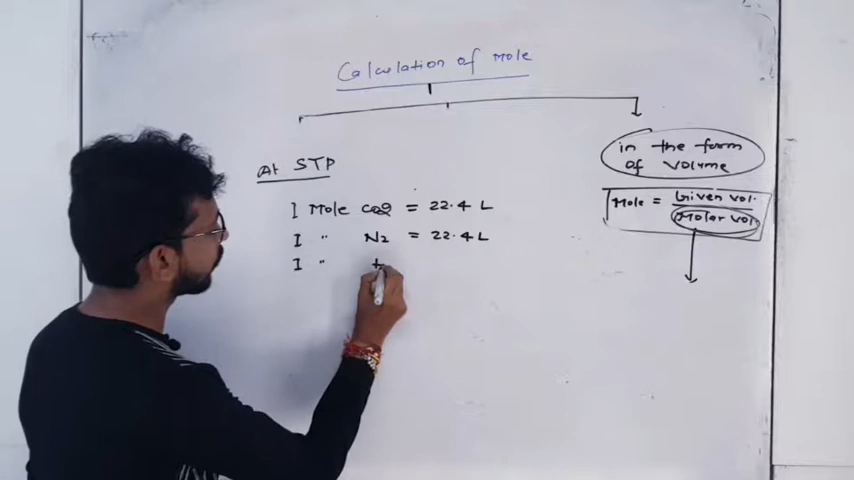 Calculation of Mole
At STP
1 Mole CO2 = 22.4 L
1 " N2 = 22.4 L
1 "
in the form
of volume
Mole = Given vol.
Molar vol.